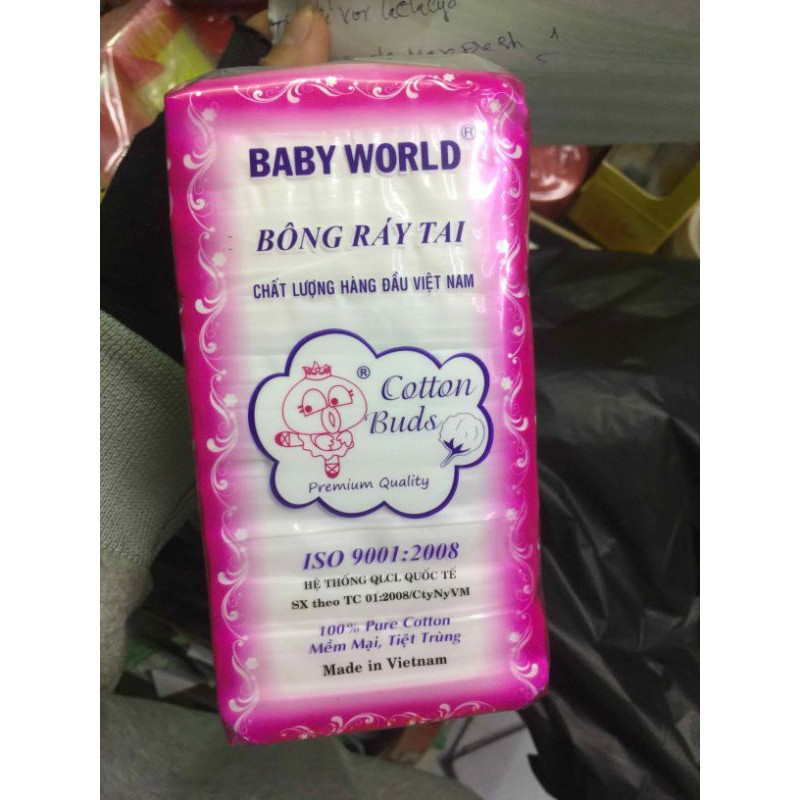 BABY WORLD ®
BÔNG RÁY TAI
CHẤT LƯỢNG HÀNG ĐẦU VIỆT NAM
® Cotton
Buds
Premium Quality
ISO 9001:2008
HỆ THỐNG QLCL QUỐC TẾ
SX theo TC 01:2008/CtyNyVM
100% Pure Cotton
Mềm Mại, Tiệt Trùng
Made in Vietnam